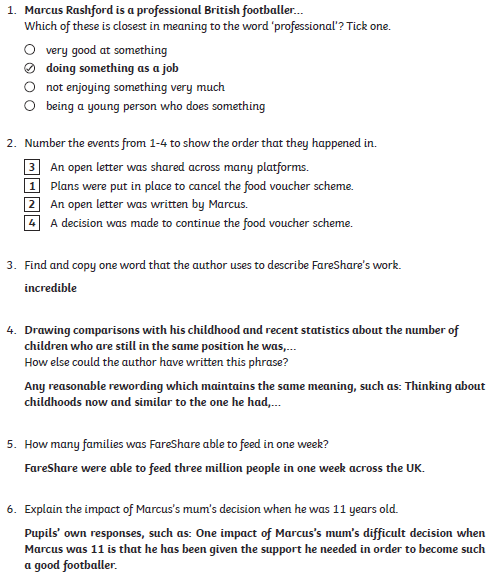 1. Marcus Rashford is a professional British footballer...
Which of these is closest in meaning to the word ‘professional’? Tick one.
very good at something
doing something as a job
not enjoying something very much
being a young person who does something
2. Number the events from 1-4 to show the order that they happened in.
3 An open letter was shared across many platforms.
1 Plans were put in place to cancel the food voucher scheme.
2 An open letter was written by Marcus.
4 A decision was made to continue the food voucher scheme.
3. Find and copy one word that the author uses to describe FareShare's work.
incredible
4. Drawing comparisons with his childhood and recent statistics about the number of
children who are still in the same position he was,...
How else could the author have written this phrase?
Any reasonable rewording which maintains the same meaning, such as: Thinking about
childhoods now and similar to the one he had,...
5. How many families was FareShare able to feed in one week?
FareShare were able to feed three million people in one week across the UK.
6. Explain the impact of Marcus's mum's decision when he was 11 years old.
Pupils’ own responses, such as: One impact of Marcus’s mum’s difficult decision when
Marcus was 11 is that he has been given the support he needed in order to become such
a good footballer.